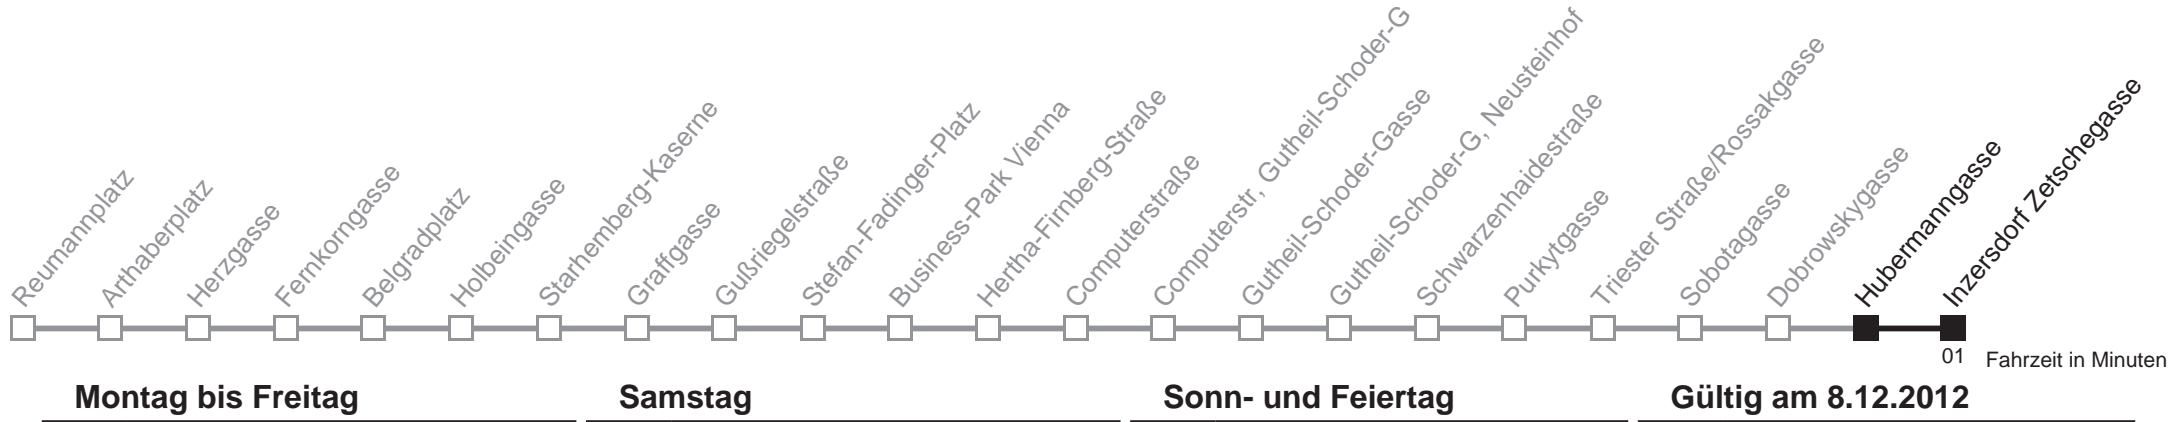 Reumannplatz
Arthaberplatz
Herzgasse
Fernkorngasse
Belgradplatz
Holbeingasse
Starhemberg-Kaserne
Graffgasse
Gußriegelstraße
Stefan-Fadinger-Platz
Business-Park Vienna
Hertha-Firnberg-Straße
Computerstraße
Computerstr, Gutheil-Schoder-G
Gutheil-Schoder-Gasse
Gutheil-Schoder-G, Neusteinhof
Schwarzenhaidestraße
Purkytgasse
Triester Straße/Rossakgasse
Sobotagasse
Dobrowskygasse
Hubermanngasse
Inzersdorf Zetschegasse
01 Fahrzeit in Minuten
Montag bis Freitag Samstag Sonn- und Feiertag Gültig am 8.12.2012